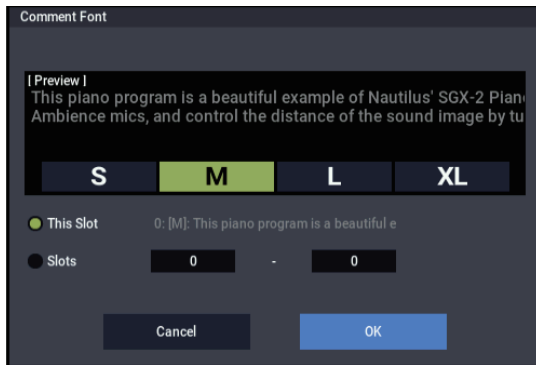 Comment Font
[ Preview ]
This piano program is a beautiful example of Nautilus' SGX-2 Pian
Ambience mics, and control the distance of the sound image by tu
S M L XL
This Slot 0: [M]: This piano program is a beautiful e
Slots 0 - 0
Cancel OK